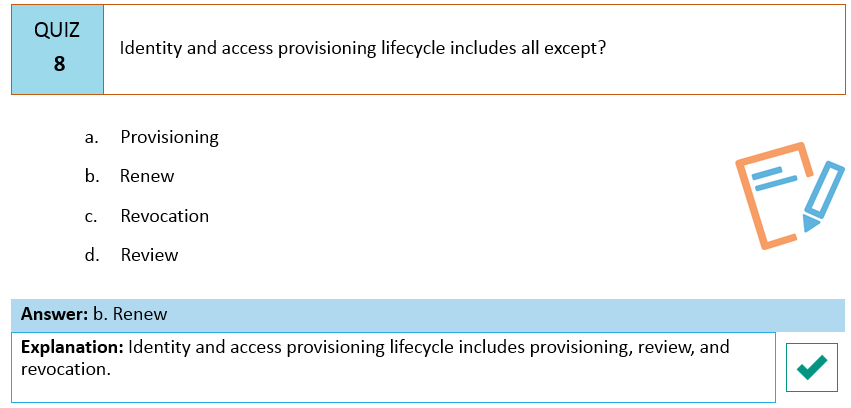 QUIZ
8
Identity and access provisioning lifecycle includes all except?
a. Provisioning
b. Renew
c. Revocation
d. Review
Answer: b. Renew
Explanation: Identity and access provisioning lifecycle includes provisioning, review, and
revocation.